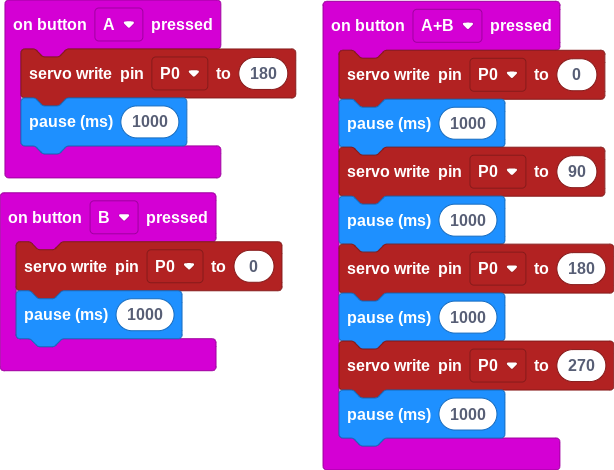 on button A pressed
servo write pin P0 to 180
pause (ms) 1000
on button B pressed
servo write pin P0 to 0
pause (ms) 1000
on button A+B pressed
servo write pin P0 to 0
pause (ms) 1000
servo write pin P0 to 90
pause (ms) 1000
servo write pin P0 to 180
pause (ms) 1000
servo write pin P0 to 270
pause (ms) 1000